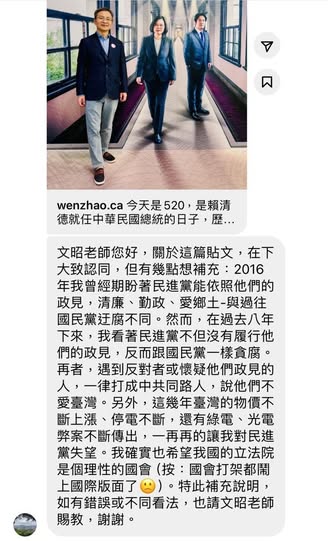 wenzhao.ca 今天是520，是賴清
德就任中華民國總統的日子，歷...
文昭老師您好，關於這篇貼文，在下
大致認同，但有幾點想補充：2016
年我曾經期盼著民進黨能依照他們的
政見，清廉、勤政、愛鄉土-與過往
國民黨迂腐不同。然而，在過去八年
下來，我看著民進黨不但沒有履行他
們的政見，反而跟國民黨一樣貪腐。
再者，遇到反對者或懷疑他們政見的
人，一律打成中共同路人，說他們不
愛臺灣。另外，這幾年臺灣的物價不
斷上漲、停電不斷，還有綠電、光電
弊案不斷傳出，一再再的讓我對民進
黨失望。我確實也希望我國的立法院
是個理性的國會 (按：國會打架都鬧
上國際版面了🙁)。特此補充說明，
如有錯誤或不同看法，也請文昭老師
賜教，謝謝。